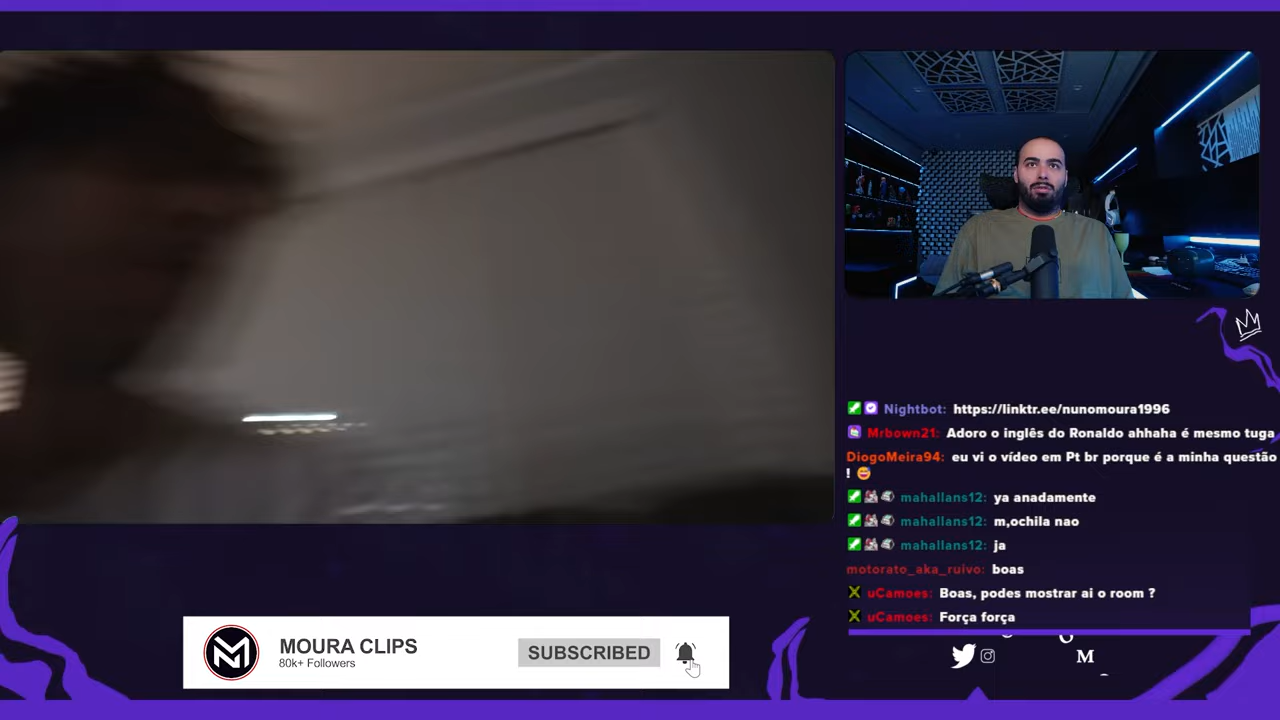 Nightbot: https://linktr.ee/nunomoura1996
Mrbown21: Adoro o inglês do Ronaldo ahhaha é mesmo tuga
DiogoMeira94: eu vi o vídeo em Pt br porque é a minha questão
! 😅
mahallans12: ya anadamente
mahallans12: m,ochila nao
mahallans12: ja
motorato_aka_ruivo: boas
uCamoes: Boas, podes mostrar ai o room ?
uCamoes: Força força
MOURA CLIPS
80k+ Followers
SUBSCRIBED
M